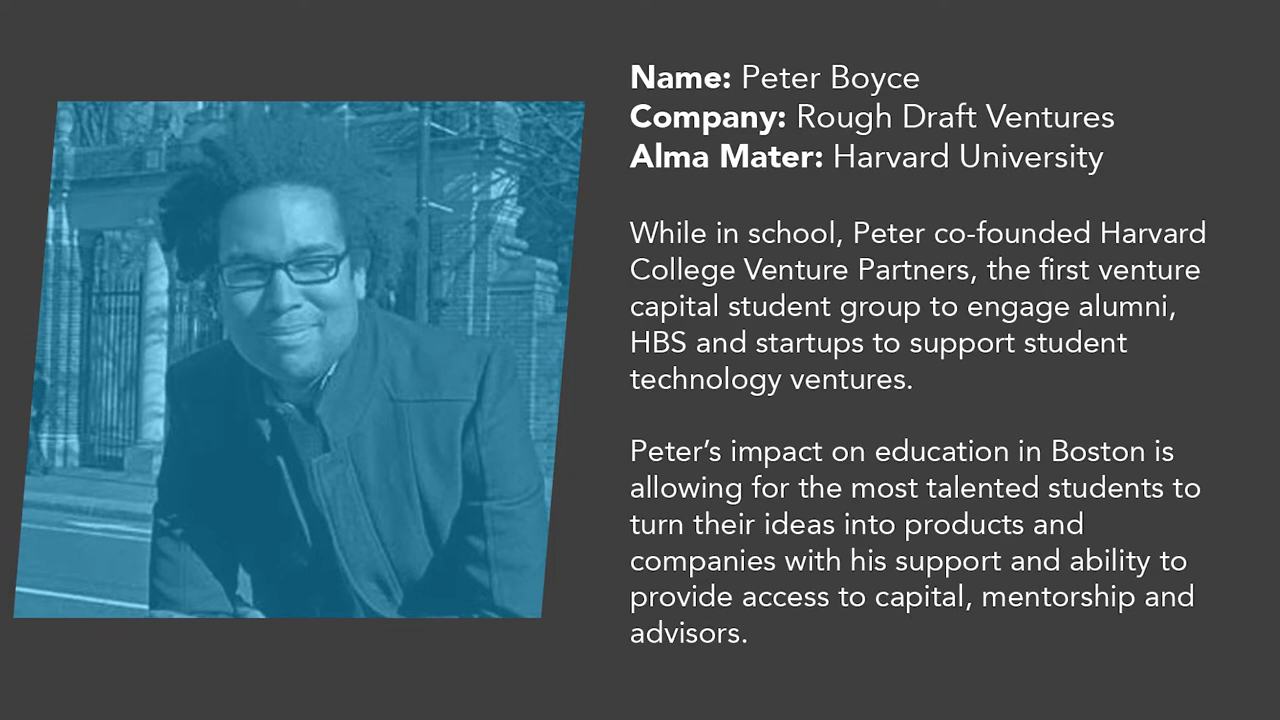 Name: Peter Boyce
Company: Rough Draft Ventures
Alma Mater: Harvard University
While in school, Peter co-founded Harvard
College Venture Partners, the first venture
capital student group to engage alumni,
HBS and startups to support student
technology ventures.
Peter’s impact on education in Boston is
allowing for the most talented students to
turn their ideas into products and
companies with his support and ability to
provide access to capital, mentorship and
advisors.